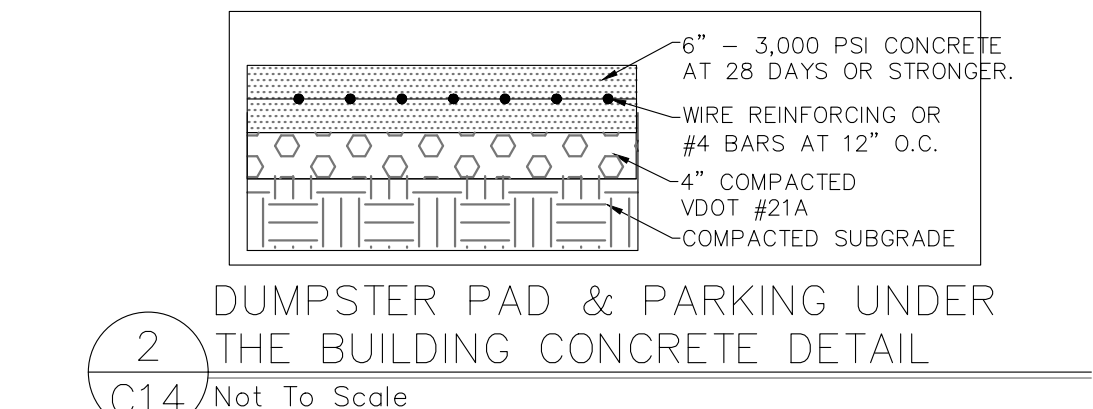 6" – 3,000 PSI CONCRETE
AT 28 DAYS OR STRONGER.
WIRE REINFORCING OR
#4 BARS AT 12" O.C.
4" COMPACTED
VDOT #21A
COMPACTED SUBGRADE
DUMPSTER PAD & PARKING UNDER
THE BUILDING CONCRETE DETAIL
2
C14
Not To Scale